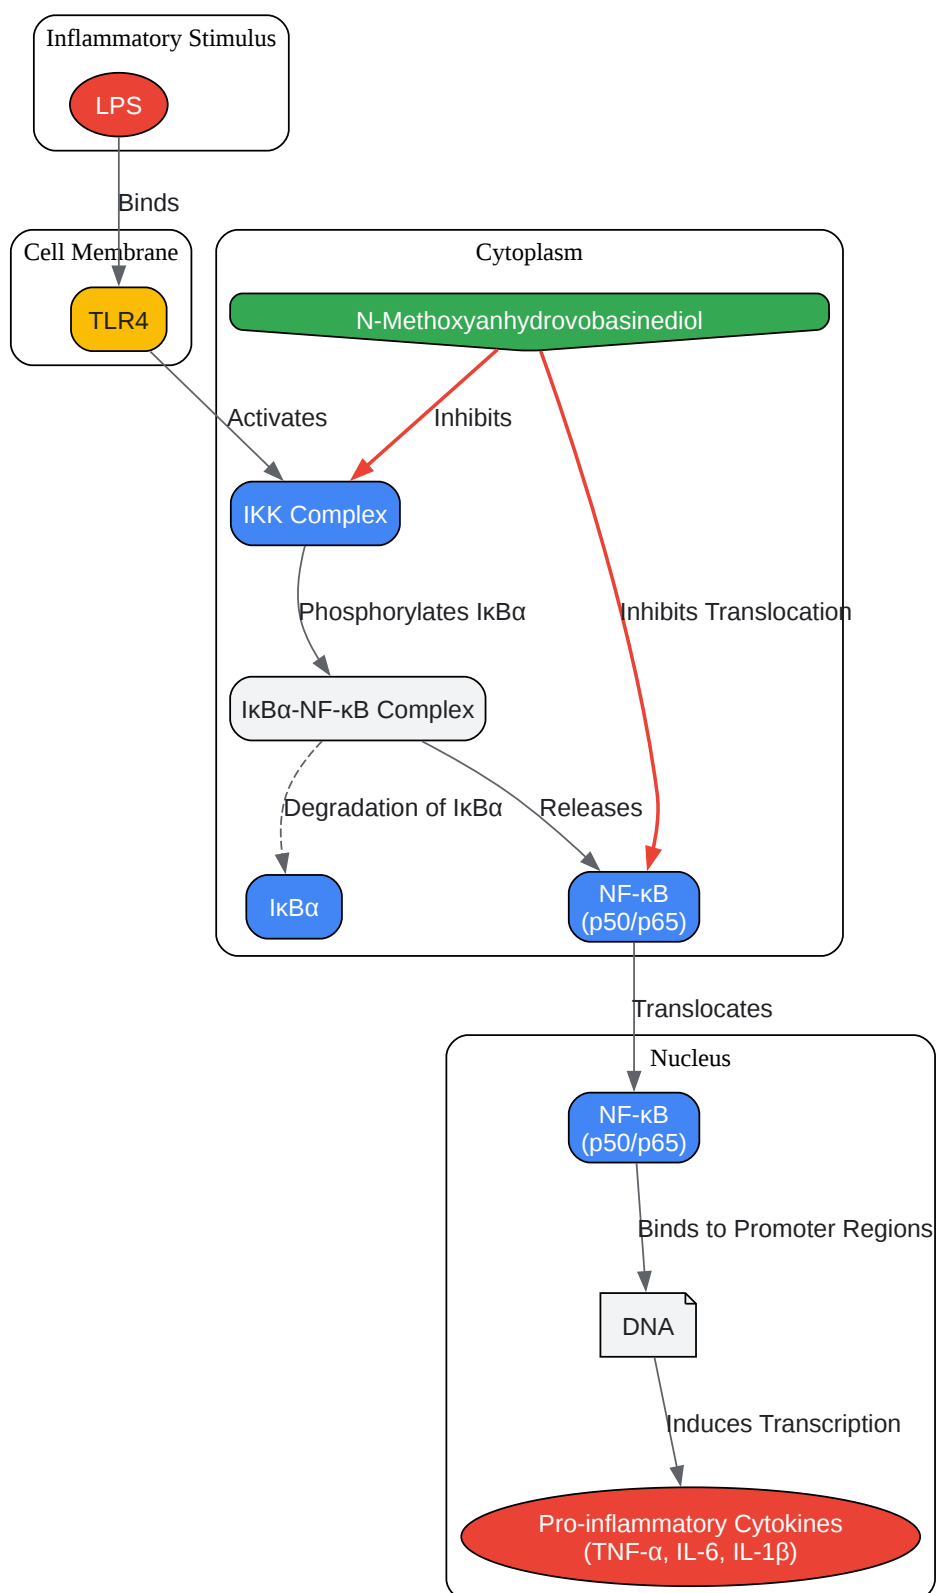 Inflammatory Stimulus
LPS
Binds
Cell Membrane
TLR4
Cytoplasm
N-Methoxyanhydrovobasinediol
Activates
Inhibits
IKK Complex
Phosphorylates IκBα
Inhibits Translocation
IκBα-NF-κB Complex
Degradation of IκBα
Releases
IκBα
NF-κB
(p50/p65)
Translocates
Nucleus
NF-κB
(p50/p65)
Binds to Promoter Regions
DNA
Induces Transcription
Pro-inflammatory Cytokines
(TNF-α, IL-6, IL-1β)